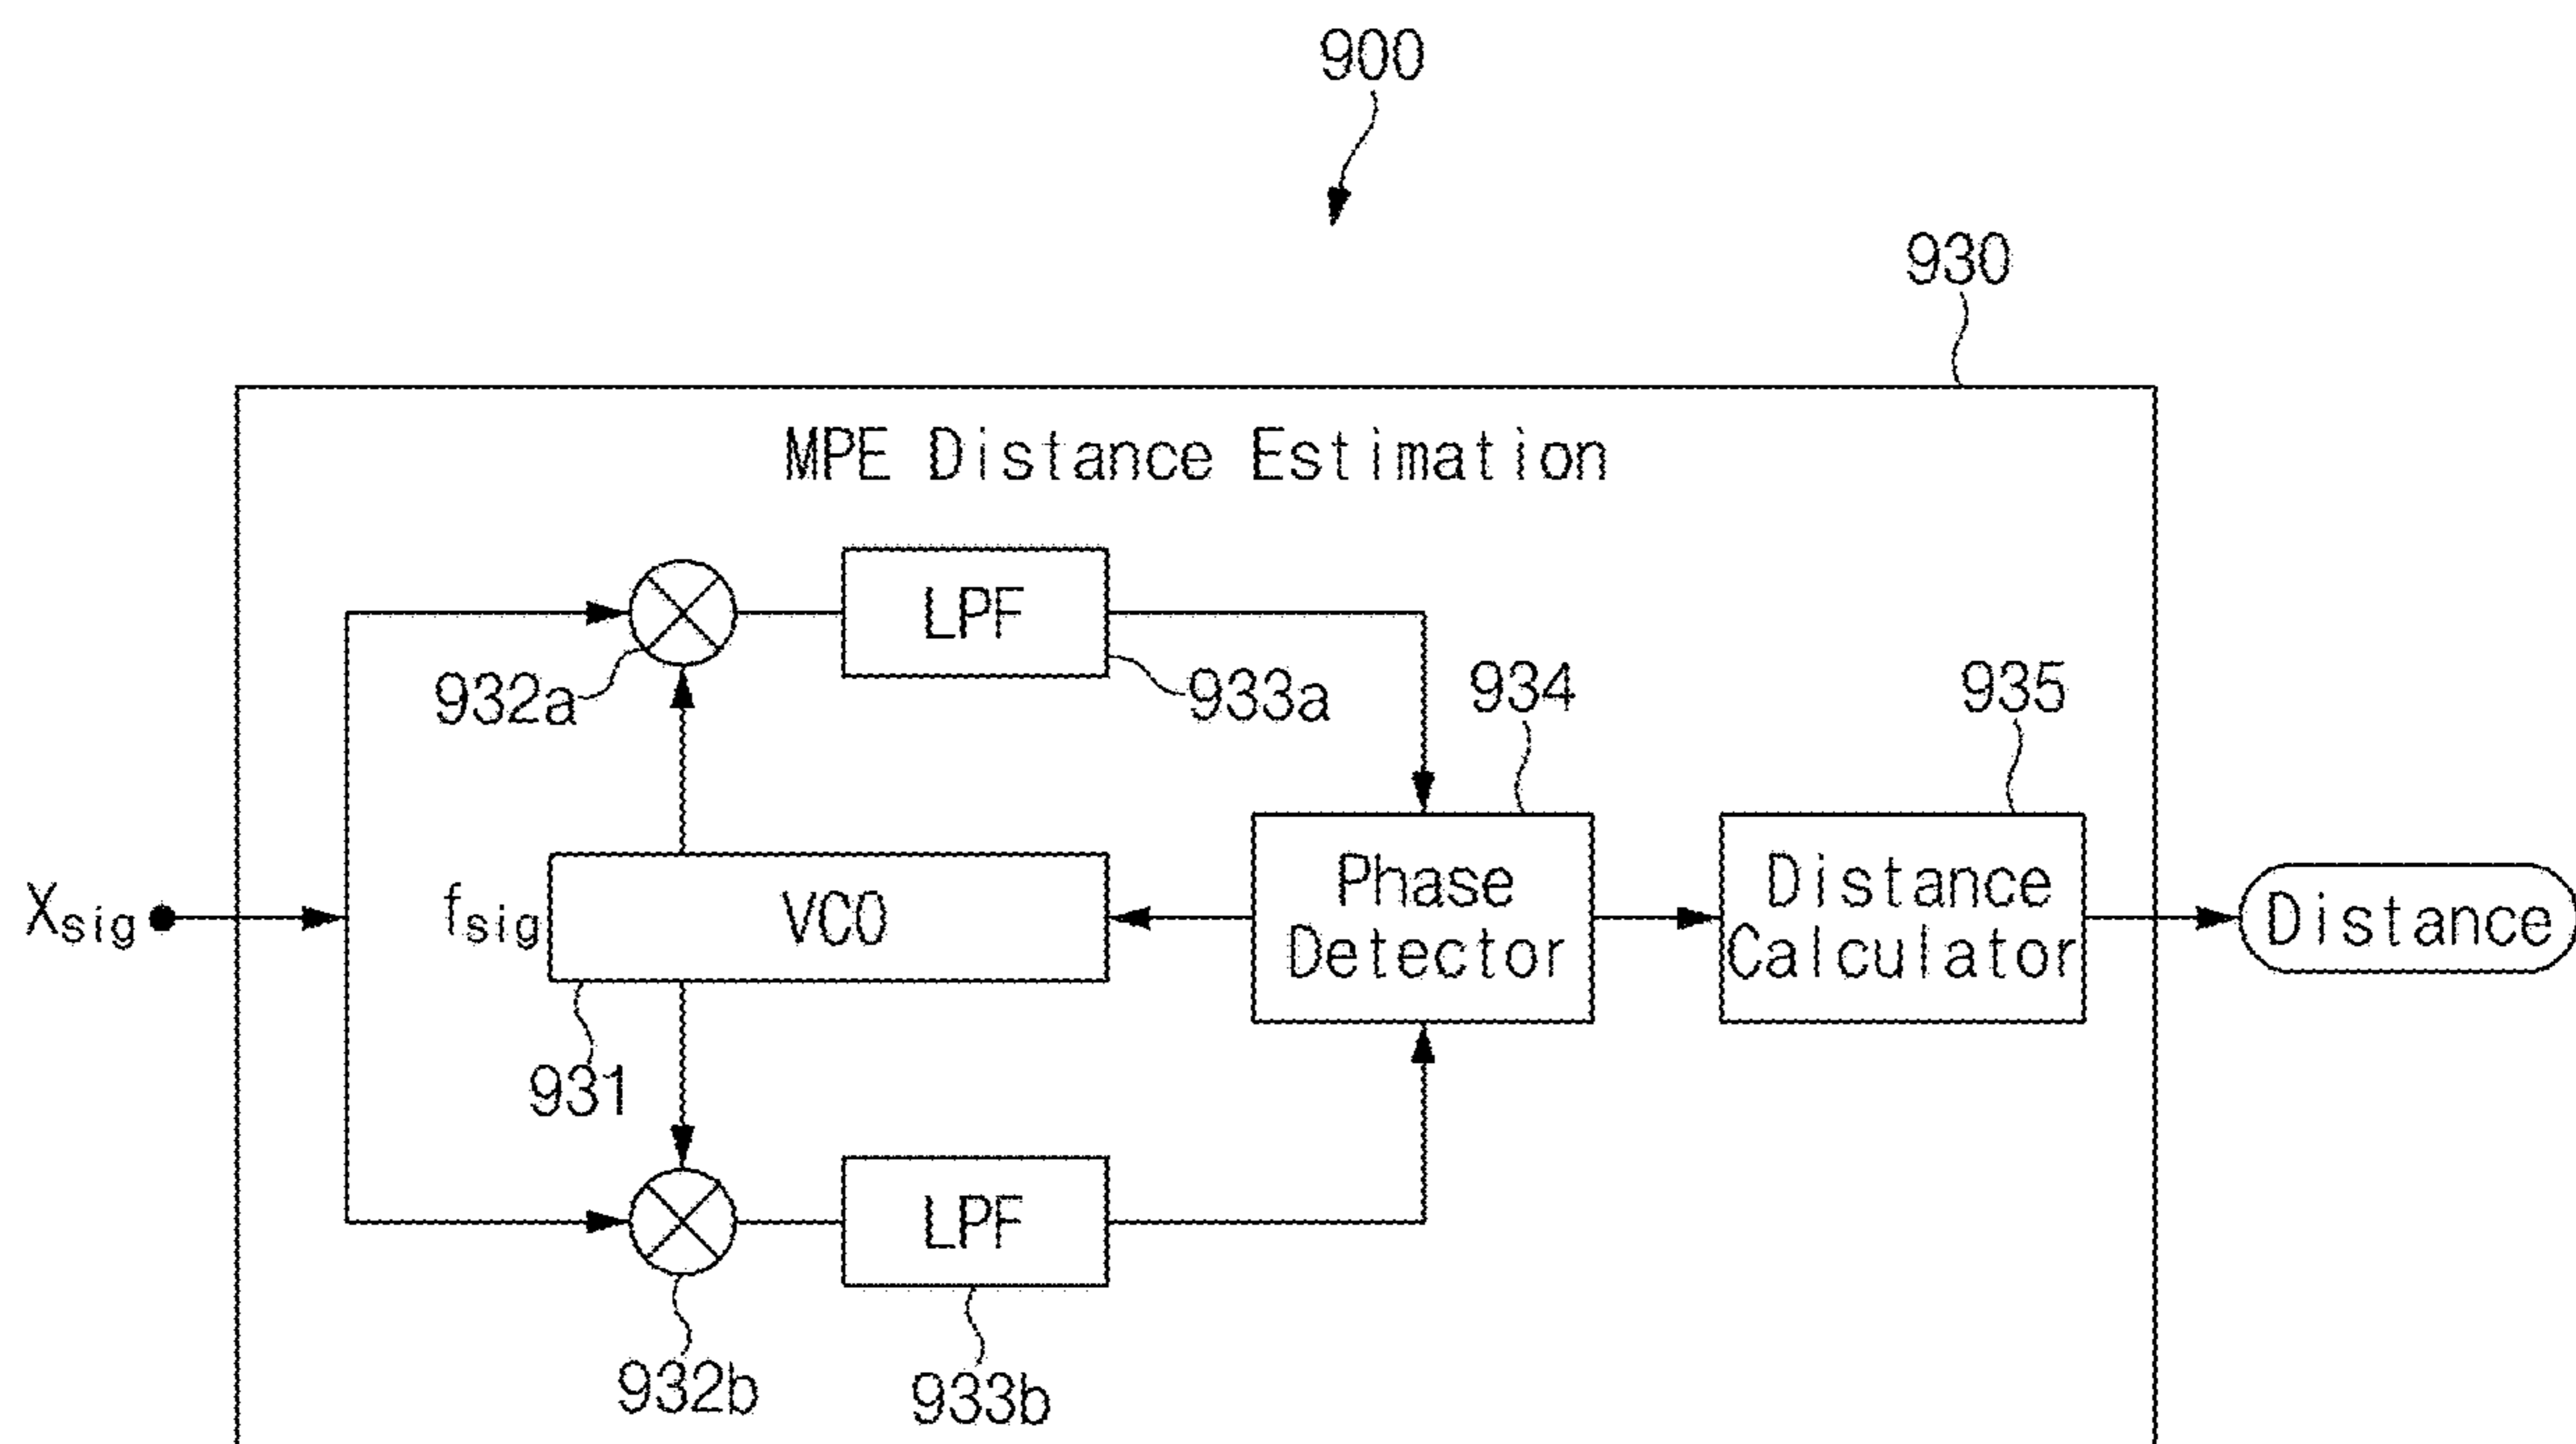 900
930
MPE Distance Estimation
LPF
932a
933a
934
935
Xsig
fsig
VCO
Phase
Detector
Distance
Calculator
Distance
931
LPF
932b
933b